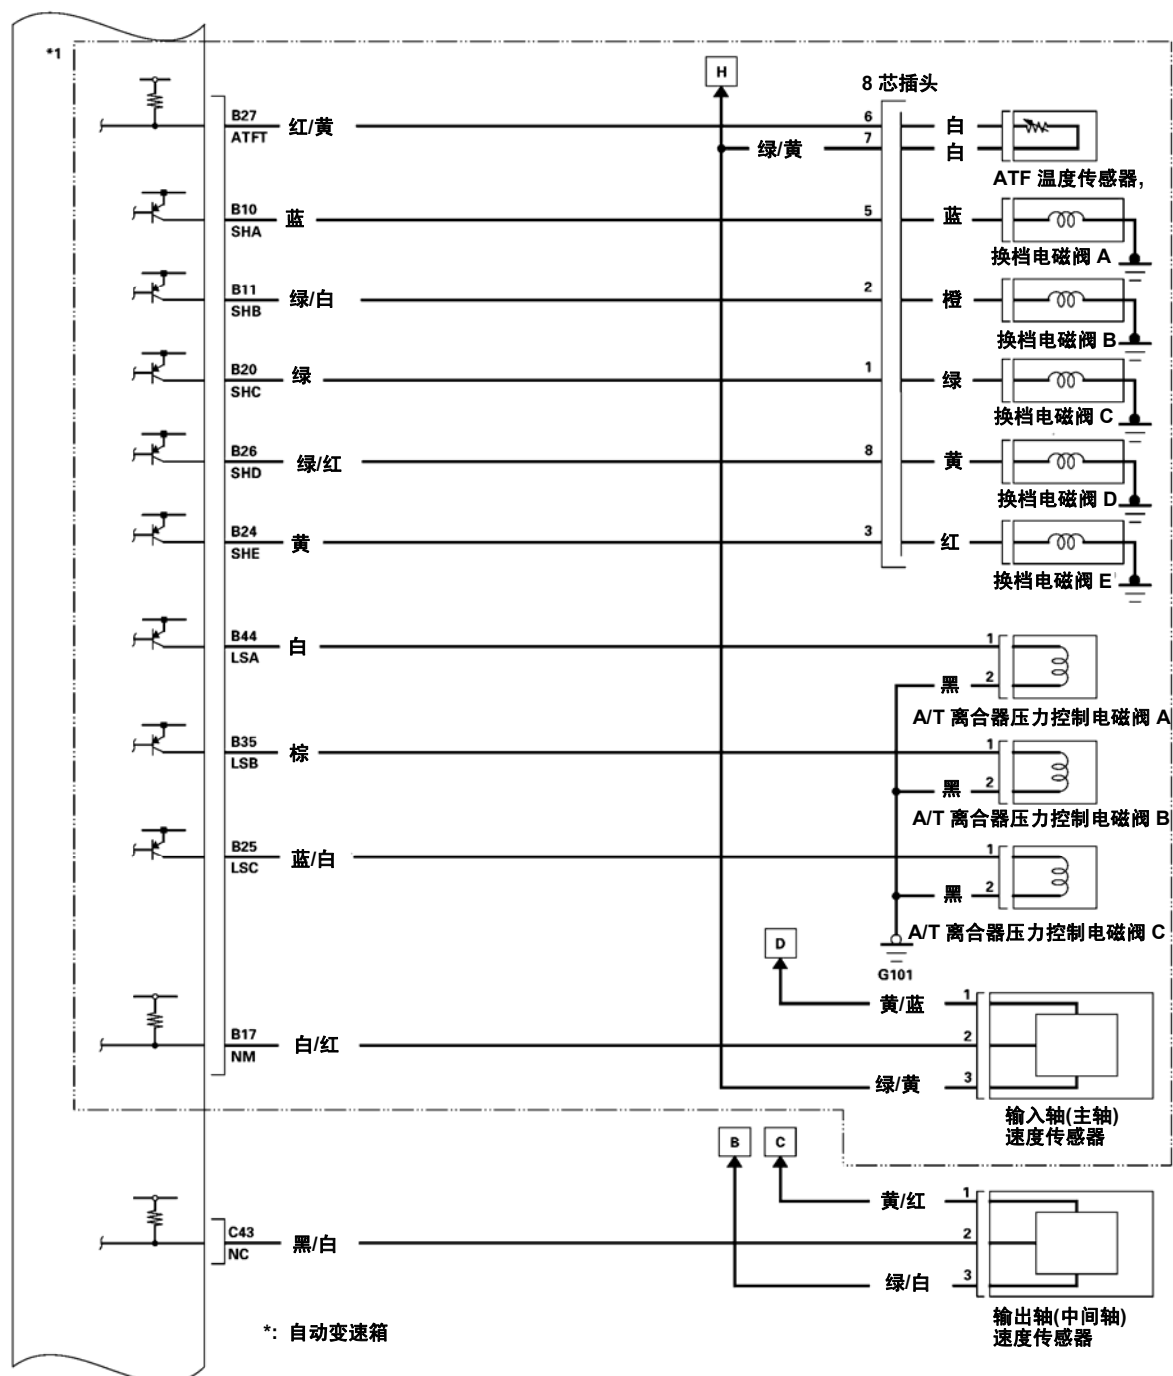 *1
H
8 芯插头
B27
ATFT
红/黄
6
白
7
绿/黄
白
ATF 温度传感器,
B10
SHA
蓝
5
蓝
换档电磁阀 A
B11
SHB
绿/白
2
橙
换档电磁阀 B
B20
SHC
绿
1
绿
换档电磁阀 C
B26
SHD
绿/红
8
黄
换档电磁阀 D
B24
SHE
黄
3
红
换档电磁阀 E
B44
LSA
白
1
黑
2
A/T 离合器压力控制电磁阀 A
B35
LSB
棕
1
黑
2
A/T 离合器压力控制电磁阀 B
B25
LSC
蓝/白
1
黑
2
A/T 离合器压力控制电磁阀 C
G101
D
黄/蓝
1
B17
NM
白/红
2
绿/黄
3
输入轴(主轴)
速度传感器
B
C
黄/红
1
C43
NC
黑/白
2
绿/白
3
输出轴(中间轴)
速度传感器
*: 自动变速箱